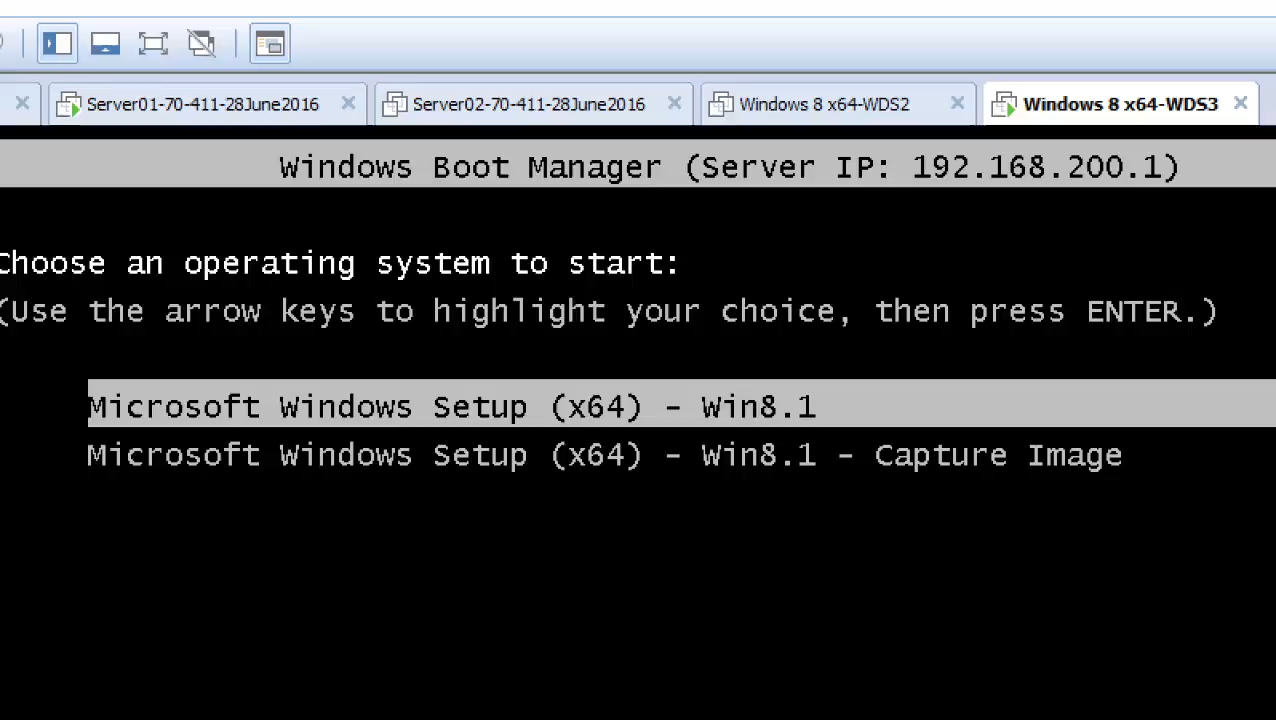 Server01-70-411-28June2016
Server02-70-411-28June2016
Windows 8 x64-WDS2
Windows 8 x64-WDS3
Windows Boot Manager (Server IP: 192.168.200.1)
Choose an operating system to start:
(Use the arrow keys to highlight your choice, then press ENTER.)
Microsoft Windows Setup (x64) - Win8.1
Microsoft Windows Setup (x64) - Win8.1 - Capture Image